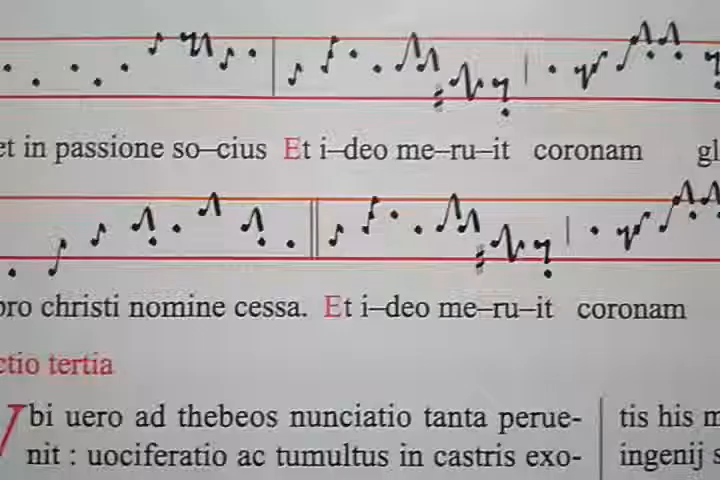 et in passione so–cius Et i–deo me–ru–it coronam
pro christi nomine cessa. Et i–deo me–ru–it coronam
tertia
bi uero ad thebeos nunciatio tanta perue-
nit : uociferatio ac tumultus in castris exo-
tis his
ingenij